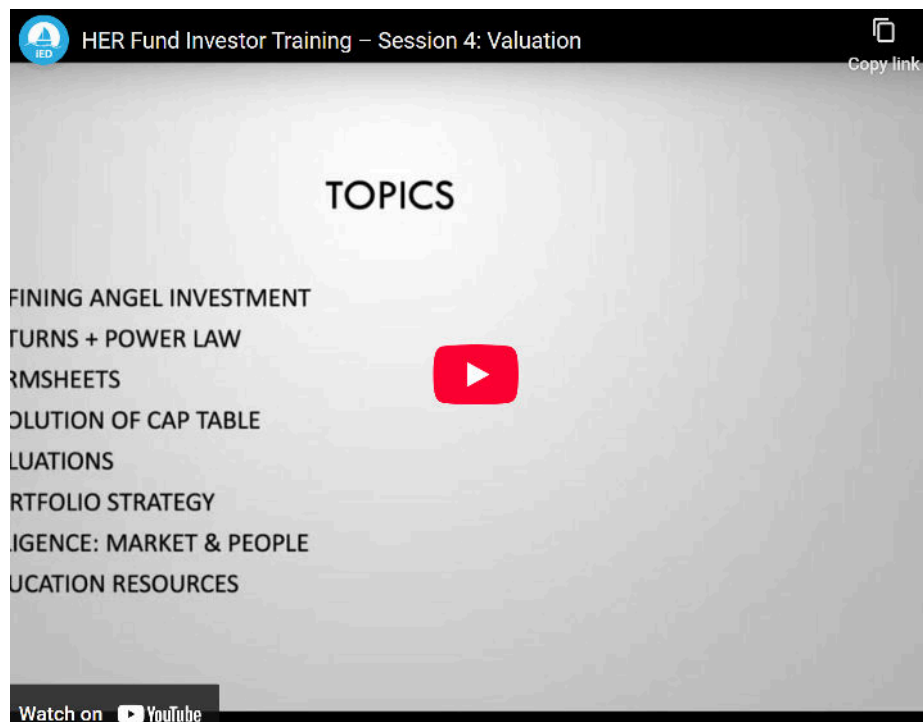 iED
HER Fund Investor Training – Session 4: Valuation
Copy link
TOPICS
FINING ANGEL INVESTMENT
TURNS + POWER LAW
RMSHEETS
OLUTION OF CAP TABLE
LUATIONS
RTFOLIO STRATEGY
LIGENCE: MARKET & PEOPLE
UCATION RESOURCES
Watch on YouTube